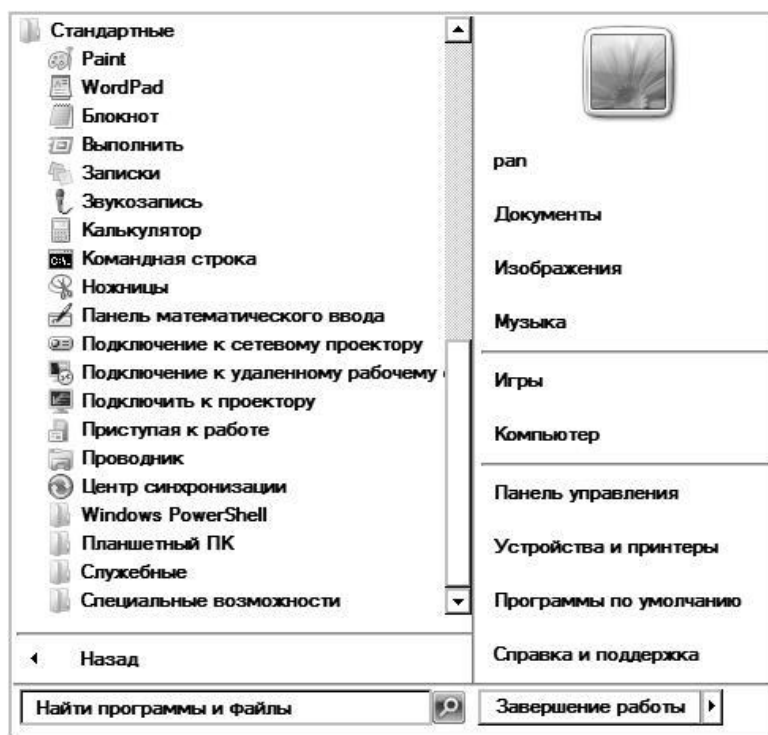 Стандартные
Paint
WordPad
Блокнот
Выполнить
Записки
Звукозапись
Калькулятор
Командная строка
Ножницы
Панель математического ввода
Подключение к сетевому проектору
Подключение к удаленному рабочему
Подключить к проектору
Приступая к работе
Проводник
Центр синхронизации
Windows PowerShell
Планшетный ПК
Служебные
Специальные возможности
Назад
Найти программы и файлы
pan
Документы
Изображения
Музыка
Игры
Компьютер
Панель управления
Устройства и принтеры
Программы по умолчанию
Справка и поддержка
Завершение работы